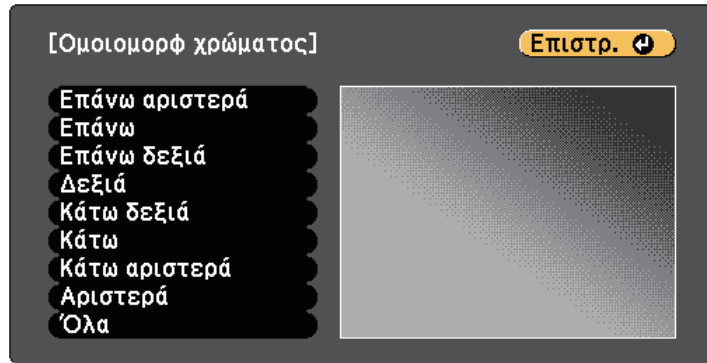 [Ομοιομορφ χρώματος]
Επιστρ.
Επάνω αριστερά
Επάνω
Επάνω δεξιά
Δεξιά
Κάτω δεξιά
Κάτω
Κάτω αριστερά
Αριστερά
Όλα